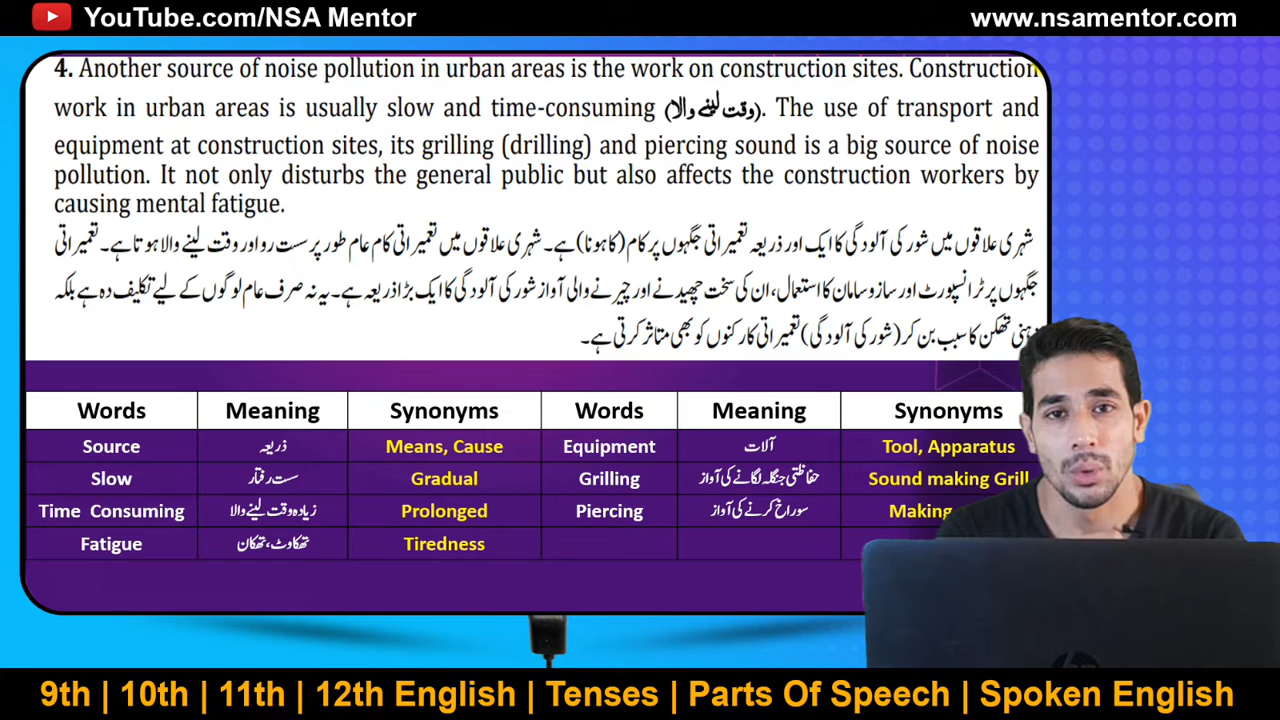 YouTube.com/NSA Mentor
www.nsamentor.com
4. Another source of noise pollution in urban areas is the work on construction sites. Construction
work in urban areas is usually slow and time-consuming (وقت لینے والا). The use of transport and
equipment at construction sites, its grilling (drilling) and piercing sound is a big source of noise
pollution. It not only disturbs the general public but also affects the construction workers by
causing mental fatigue.
شہری علاقوں میں شور کی آلودگی کا ایک اور ذریعہ تعمیراتی جگہوں پر کام (کا ہونا) ہے۔ شہری علاقوں میں تعمیراتی کام عام طور پر سست رو اور وقت لینے والا ہوتا ہے۔ تعمیراتی
جگہوں پر ٹرانسپورٹ اور ساز و سامان کا استعمال، ان کی سخت چھیدنے اور چیرنے والی آواز شور کی آلودگی کا ایک بڑا ذریعہ ہے۔ یہ نہ صرف عام لوگوں کے لیے تکلیف دہ ہے بلکہ
ذہنی تھکن کا سبب بن کر (شور کی آلودگی) تعمیراتی کارکنوں کو بھی متاثر کرتی ہے۔
Words Meaning Synonyms Words Meaning Synonyms
Source ذریعہ Means, Cause Equipment آلات Tool, Apparatus
Slow سست رفتار Gradual Grilling حفاظتی جنگلہ لگانے کی آواز Sound making Grill
Time Consuming زیادہ وقت لینے والا Prolonged Piercing سوراخ کرنے کی آواز Making
Fatigue تھکاوٹ، تھکان Tiredness
9th | 10th | 11th | 12th English | Tenses | Parts Of Speech | Spoken English